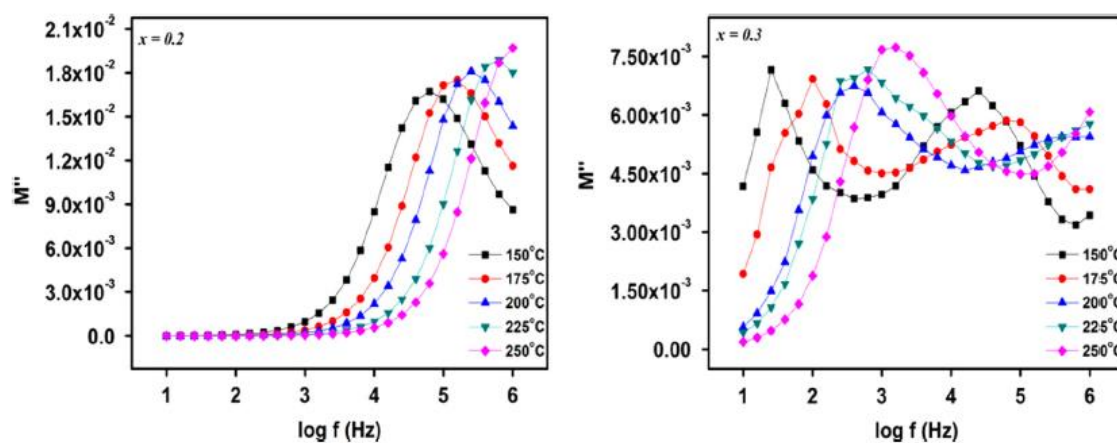 x = 0.2
2.1x10⁻²
1.8x10⁻²
1.5x10⁻²
1.2x10⁻²
9.0x10⁻³
6.0x10⁻³
3.0x10⁻³
0.0
M''
150°C
175°C
200°C
225°C
250°C
1 2 3 4 5 6
log f (Hz)
x = 0.3
7.50x10⁻³
6.00x10⁻³
4.50x10⁻³
3.00x10⁻³
1.50x10⁻³
0.00
M''
150°C
175°C
200°C
225°C
250°C
1 2 3 4 5 6
log f (Hz)